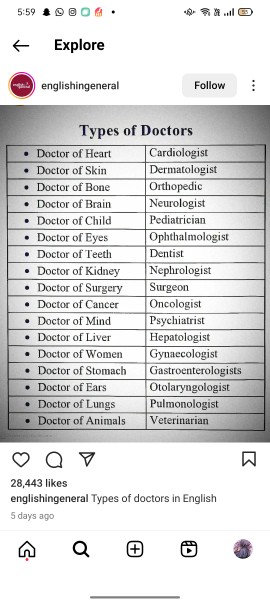 5:59
Explore
englishingeneral
Follow
Types of Doctors
• Doctor of Heart Cardiologist
• Doctor of Skin Dermatologist
• Doctor of Bone Orthopedic
• Doctor of Brain Neurologist
• Doctor of Child Pediatrician
• Doctor of Eyes Ophthalmologist
• Doctor of Teeth Dentist
• Doctor of Kidney Nephrologist
• Doctor of Surgery Surgeon
• Doctor of Cancer Oncologist
• Doctor of Mind Psychiatrist
• Doctor of Liver Hepatologist
• Doctor of Women Gynaecologist
• Doctor of Stomach Gastroenterologists
• Doctor of Ears Otolaryngologist
• Doctor of Lungs Pulmonologist
• Doctor of Animals Veterinarian
28,443 likes
englishingeneral Types of doctors in English
5 days ago